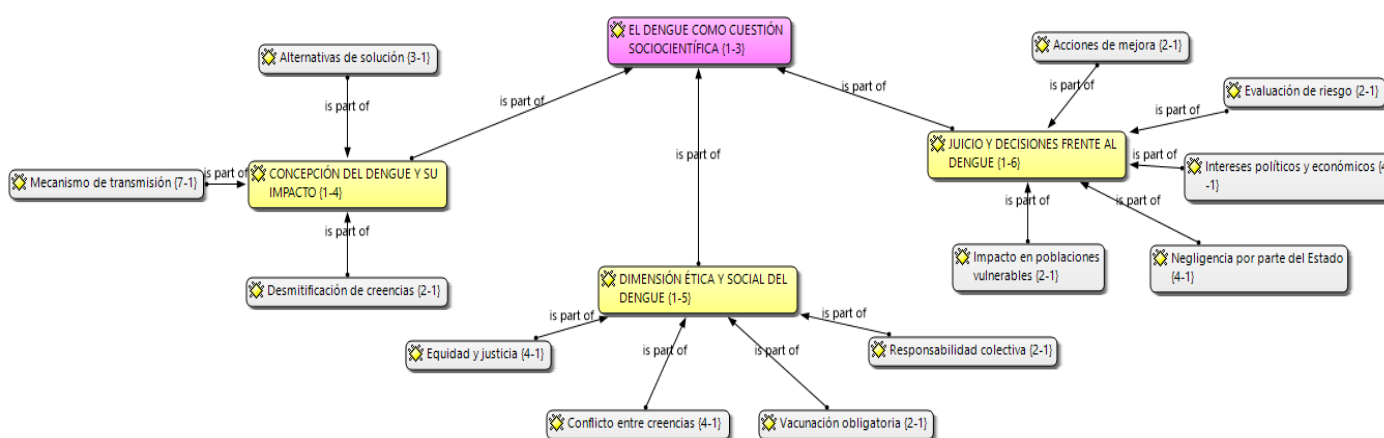 EL DENGUE COMO CUESTIÓN
SOCIOCIENTÍFICA {1-3}
Alternativas de solución {3-1}
Acciones de mejora {2-1}
is part of
is part of
is part of
is part of
Evaluación de riesgo {2-1}
is part of
JUICIO Y DECISIONES FRENTE AL
DENGUE {1-6}
is part of
is part of
Intereses políticos y económicos {4
-1}
Mecanismo de transmisión {7-1}
is part of
CONCEPCIÓN DEL DENGUE Y SU
IMPACTO {1-4}
is part of
is part of
is part of
Impacto en poblaciones
vulnerables {2-1}
Negligencia por parte del Estado
{4-1}
Desmitificación de creencias {2-1}
DIMENSIÓN ÉTICA Y SOCIAL DEL
DENGUE {1-5}
is part of
is part of
is part of
is part of
Equidad y justicia {4-1}
Responsabilidad colectiva {2-1}
Conflicto entre creencias {4-1}
Vacunación obligatoria {2-1}